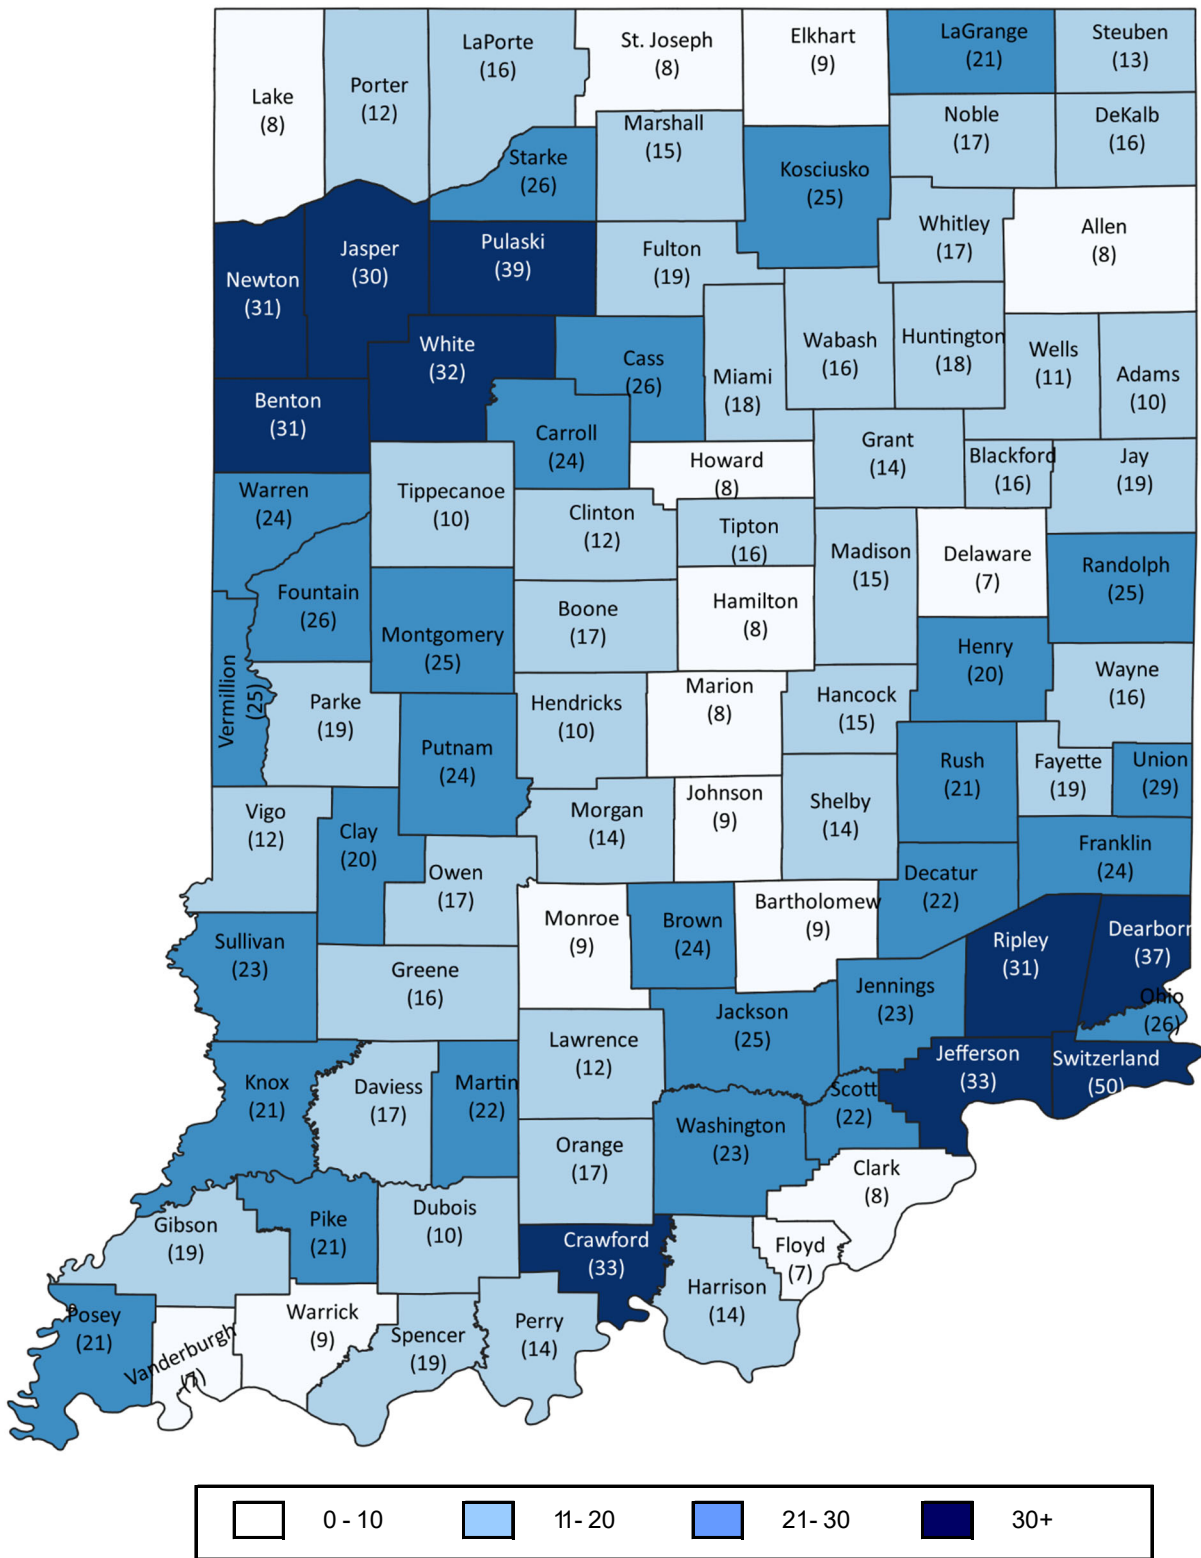 LaPorte
(16)
St. Joseph
(8)
Elkhart
(9)
LaGrange
(21)
Steuben
(13)
Lake
(8)
Porter
(12)
Marshall
(15)
Noble
(17)
DeKalb
(16)
Starke
(26)
Kosciusko
(25)
Whitley
(17)
Allen
(8)
Newton
(31)
Jasper
(30)
Pulaski
(39)
Fulton
(19)
White
(32)
Cass
(26)
Miami
(18)
Wabash
(16)
Huntington
(18)
Wells
(11)
Adams
(10)
Benton
(31)
Carroll
(24)
Howard
(8)
Grant
(14)
Blackford
(16)
Jay
(19)
Warren
(24)
Tippecanoe
(10)
Clinton
(12)
Tipton
(16)
Madison
(15)
Delaware
(7)
Randolph
(25)
Fountain
(26)
Montgomery
(25)
Boone
(17)
Hamilton
(8)
Henry
(20)
Wayne
(16)
Vermillion
(25)
Parke
(19)
Putnam
(24)
Hendricks
(10)
Marion
(8)
Hancock
(15)
Rush
(21)
Fayette
(19)
Union
(29)
Vigo
(12)
Clay
(20)
Owen
(17)
Morgan
(14)
Johnson
(9)
Shelby
(14)
Decatur
(22)
Franklin
(24)
Sullivan
(23)
Greene
(16)
Monroe
(9)
Brown
(24)
Bartholomew
(9)
Jennings
(23)
Ripley
(31)
Dearborn
(37)
Ohio
(26)
Knox
(21)
Daviess
(17)
Martin
(22)
Lawrence
(12)
Jackson
(25)
Scott
(22)
Jefferson
(33)
Switzerland
(50)
Orange
(17)
Washington
(23)
Clark
(8)
Gibson
(19)
Pike
(21)
Dubois
(10)
Crawford
(33)
Harrison
(14)
Floyd
(7)
Posey
(21)
Vanderburgh
(7)
Warrick
(9)
Spencer
(19)
Perry
(14)
0 - 10
11- 20
21- 30
30+